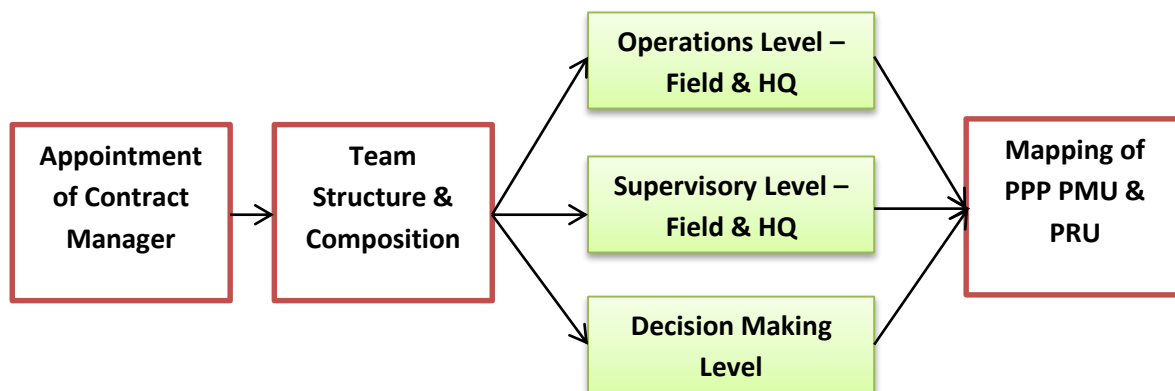 Appointment
of Contract
Manager
Team
Structure &
Composition
Operations Level –
Field & HQ
Supervisory Level –
Field & HQ
Decision Making
Level
Mapping of
PPP PMU &
PRU